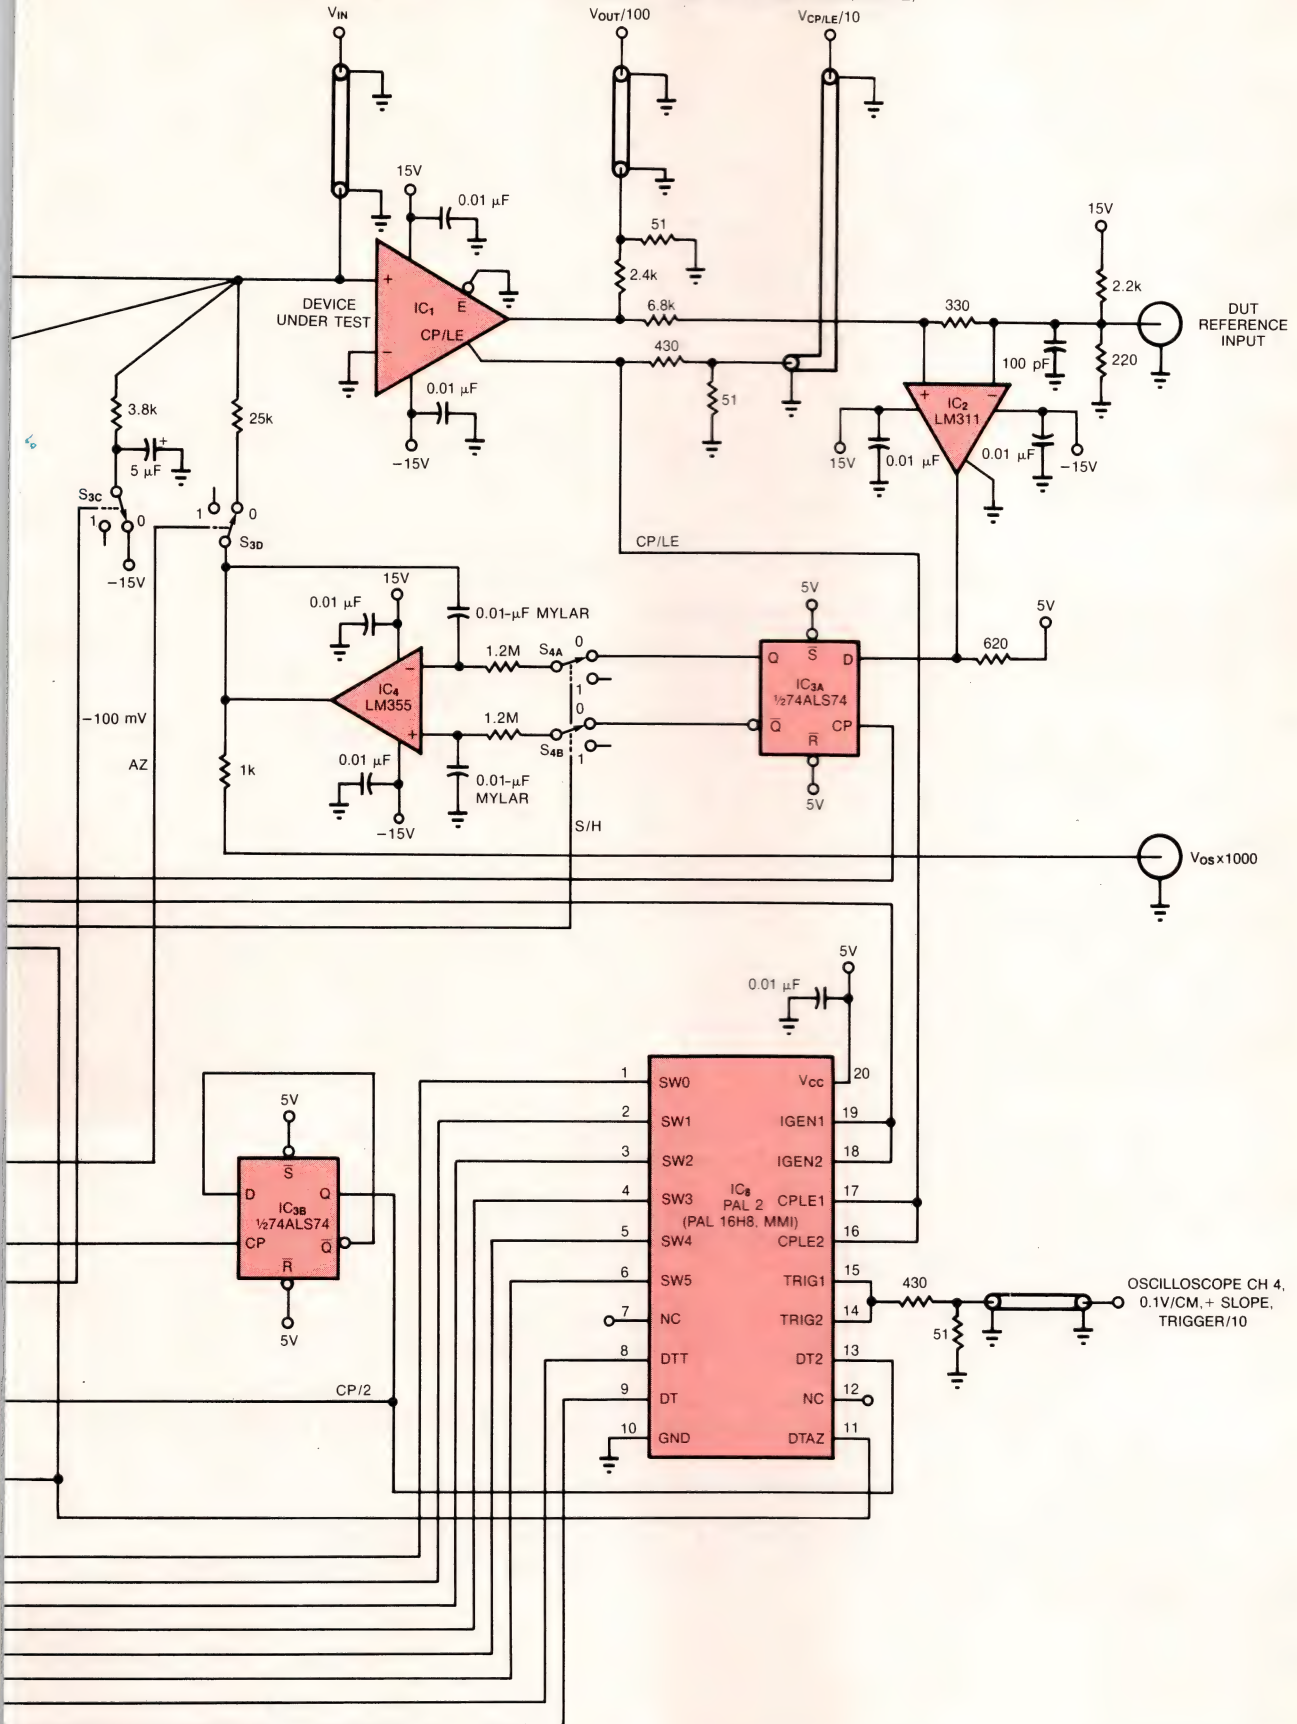 VIN
VOUT/100
VCP/LE/10
15V
0.01 µF
51
15V
2.4k
2.2k
DEVICE
UNDER TEST
+
IC1
E̅
CP/LE
−
6.8k
330
DUT
REFERENCE
INPUT
430
100 pF
220
3.8k
25k
0.01 µF
51
+
IC2
−
LM311
+
5 µF
−15V
15V
0.01 µF
0.01 µF
−15V
S3C
1
0
1
0
S3D
−15V
CP/LE
15V
5V
5V
0.01 µF
0.01-µF MYLAR
1.2M
S4A
0
1
Q
S̅
D
620
IC3A
½74ALS74
−
IC4
LM355
+
−100 mV
1.2M
0
S4B
1
Q̅
CP
R̅
AZ
1k
0.01 µF
0.01-µF
MYLAR
5V
−15V
S/H
VOS x1000
5V
0.01 µF
1
SW0
VCC
20
5V
2
SW1
IGEN1
19
S̅
3
SW2
IGEN2
18
D
Q
IC3B
½74ALS74
4
SW3
IC8
PAL 2
(PAL 16H8, MMI)
CPLE1
17
CP
Q̅
5
SW4
CPLE2
16
R̅
6
SW5
TRIG1
15
430
OSCILLOSCOPE CH 4,
0.1V/CM,+ SLOPE,
TRIGGER/10
7
NC
TRIG2
14
51
5V
8
DTT
DT2
13
CP/2
9
DT
NC
12
10
GND
DTAZ
11